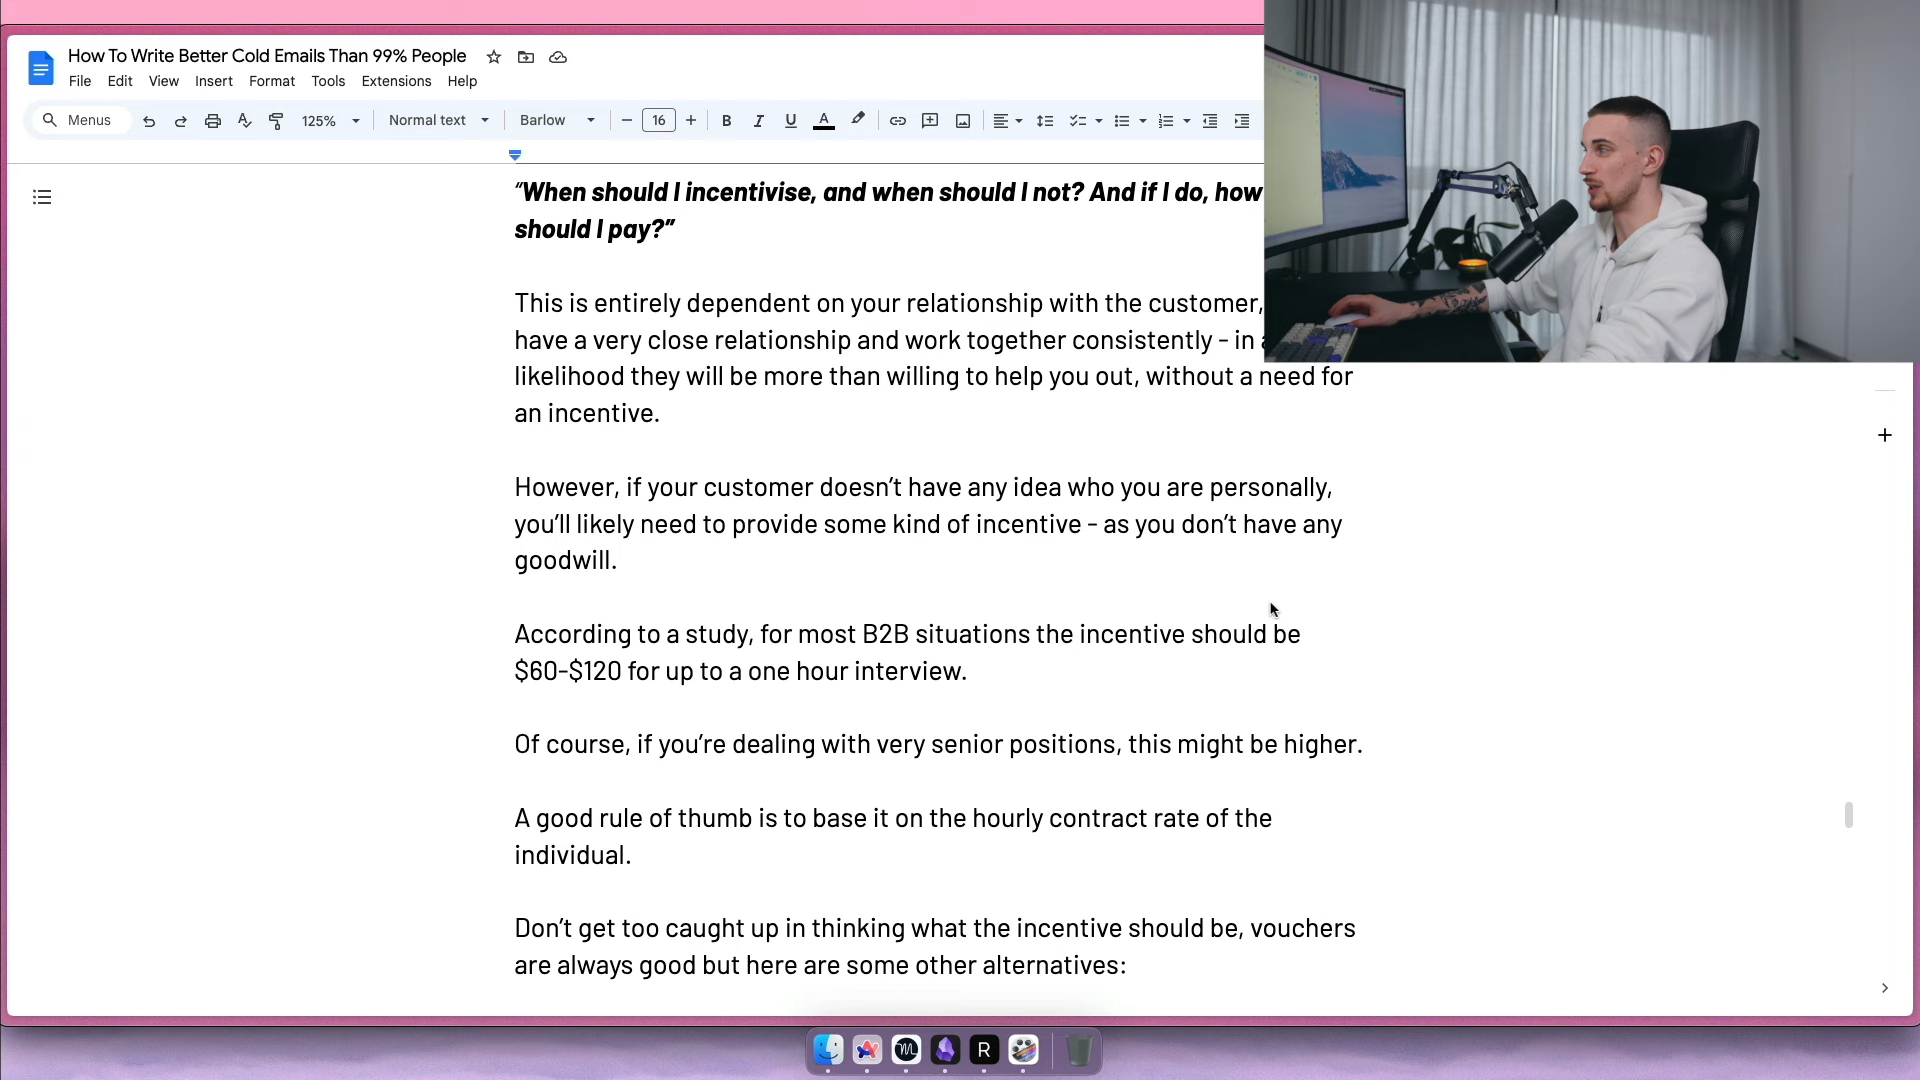 How To Write Better Cold Emails Than 99% People
File Edit View Insert Format Tools Extensions Help
Menus 125% Normal text Barlow 16 B I U A
“When should I incentivise, and when should I not? And if I do, how
should I pay?”
This is entirely dependent on your relationship with the customer,
have a very close relationship and work together consistently - in
likelihood they will be more than willing to help you out, without a need for
an incentive.
However, if your customer doesn’t have any idea who you are personally,
you’ll likely need to provide some kind of incentive - as you don’t have any
goodwill.
According to a study, for most B2B situations the incentive should be
$60-$120 for up to a one hour interview.
Of course, if you’re dealing with very senior positions, this might be higher.
A good rule of thumb is to base it on the hourly contract rate of the
individual.
Don’t get too caught up in thinking what the incentive should be, vouchers
are always good but here are some other alternatives:
R